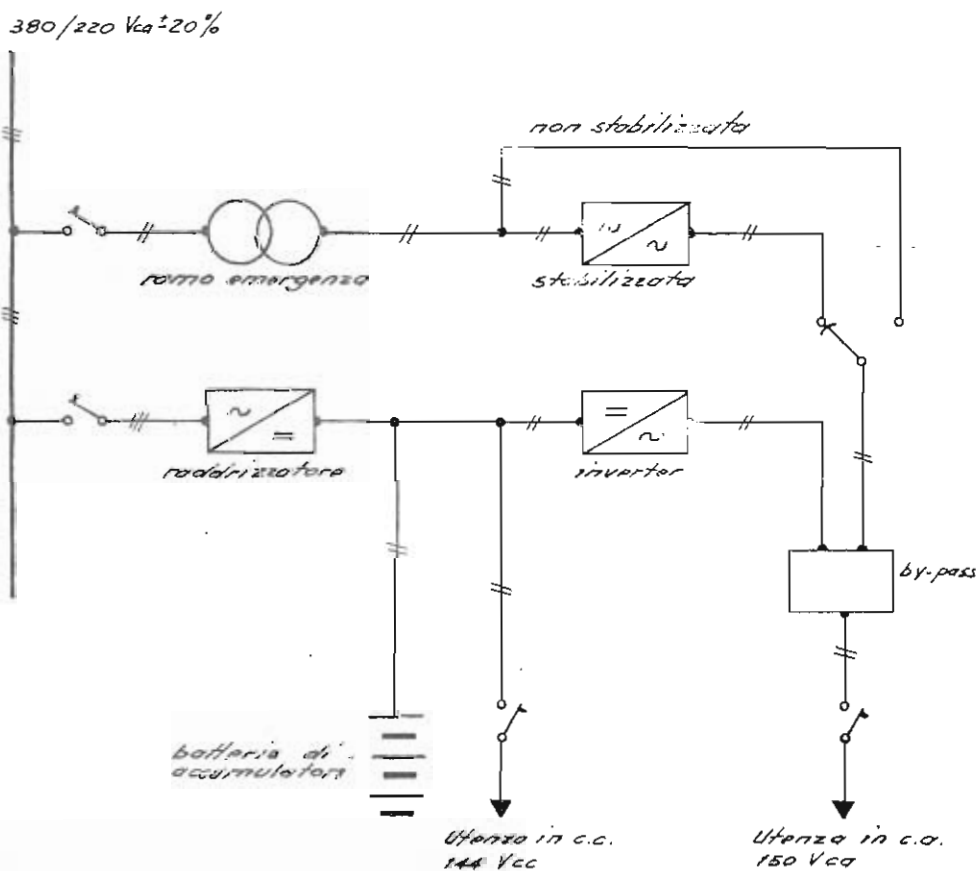 380/220 Vca ± 20%
non stabilizzata
ramo emergenza
stabilizzata
raddrizzatore
inverter
by-pass
batteria di
accumulatori
Utenza in c.c.
144 Vcc
Utenza in c.a.
150 Vca